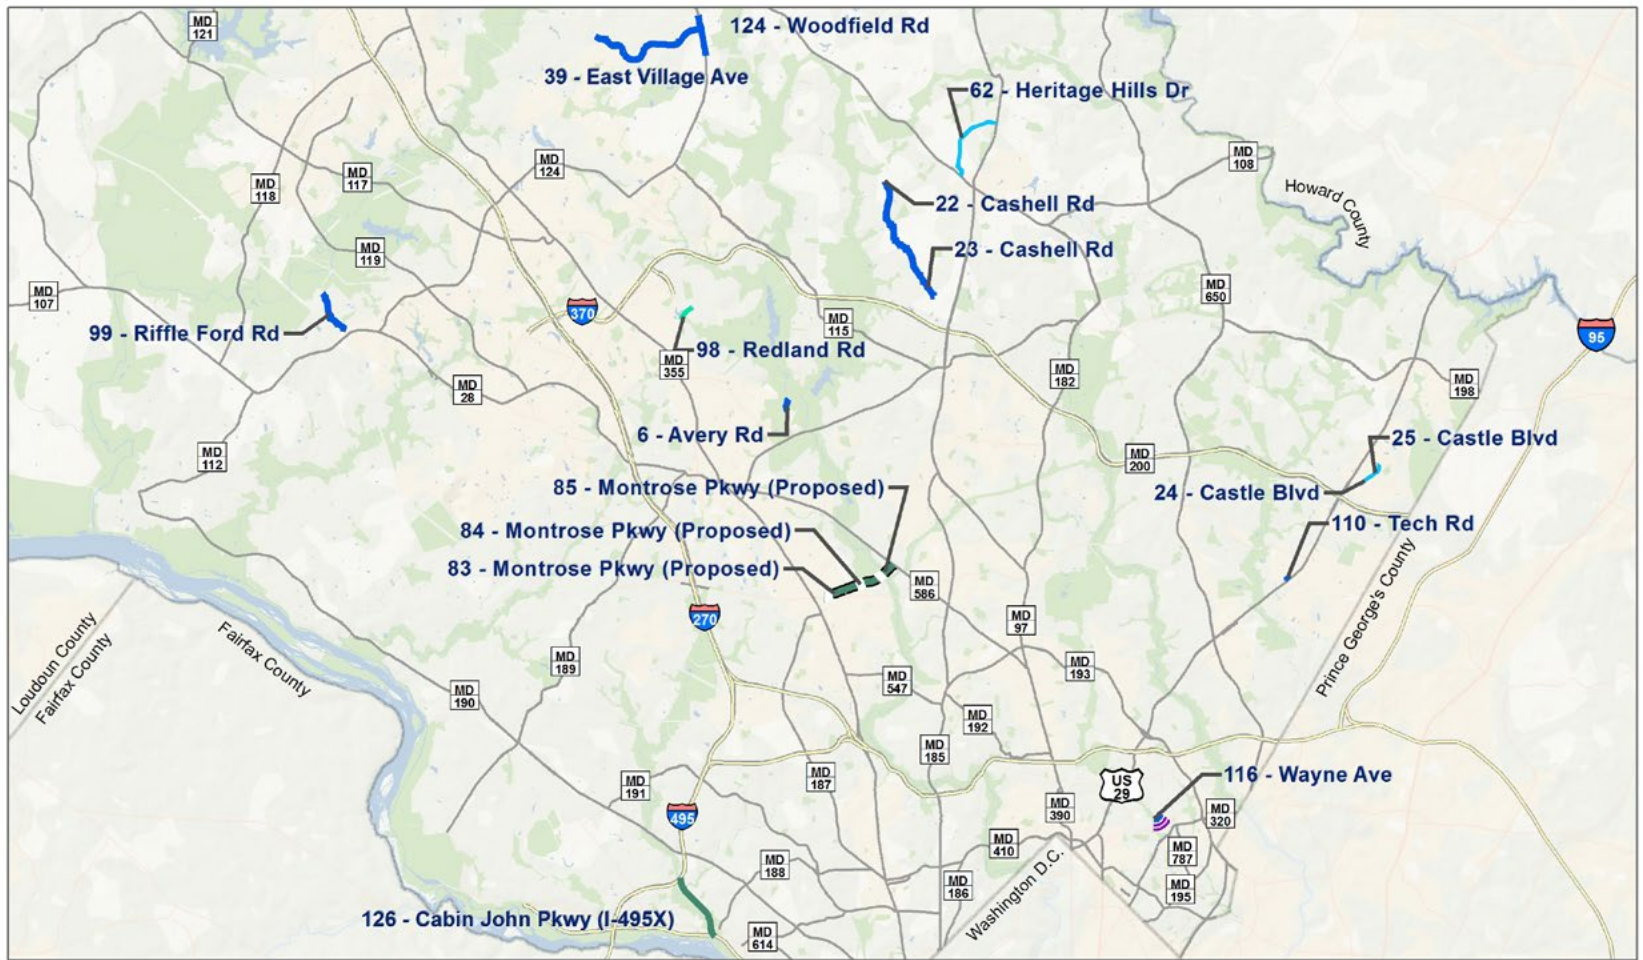 MD
121
124 - Woodfield Rd
39 - East Village Ave
62 - Heritage Hills Dr
MD
124
MD
108
MD
117
MD
118
Howard County
22 - Cashell Rd
23 - Cashell Rd
MD
119
MD
107
MD
650
370
MD
115
95
99 - Riffle Ford Rd
98 - Redland Rd
MD
355
MD
182
MD
198
MD
28
6 - Avery Rd
25 - Castle Blvd
MD
112
MD
200
85 - Montrose Pkwy (Proposed)
24 - Castle Blvd
84 - Montrose Pkwy (Proposed)
110 - Tech Rd
83 - Montrose Pkwy (Proposed)
MD
586
Prince George's County
270
MD
97
Loudoun County
Fairfax County
Fairfax County
MD
189
MD
193
MD
547
MD
190
MD
192
MD
185
MD
191
MD
187
US
29
116 - Wayne Ave
495
MD
390
MD
320
MD
410
MD
787
MD
188
MD
186
MD
195
Washington D.C.
126 - Cabin John Pkwy (I-495X)
MD
614